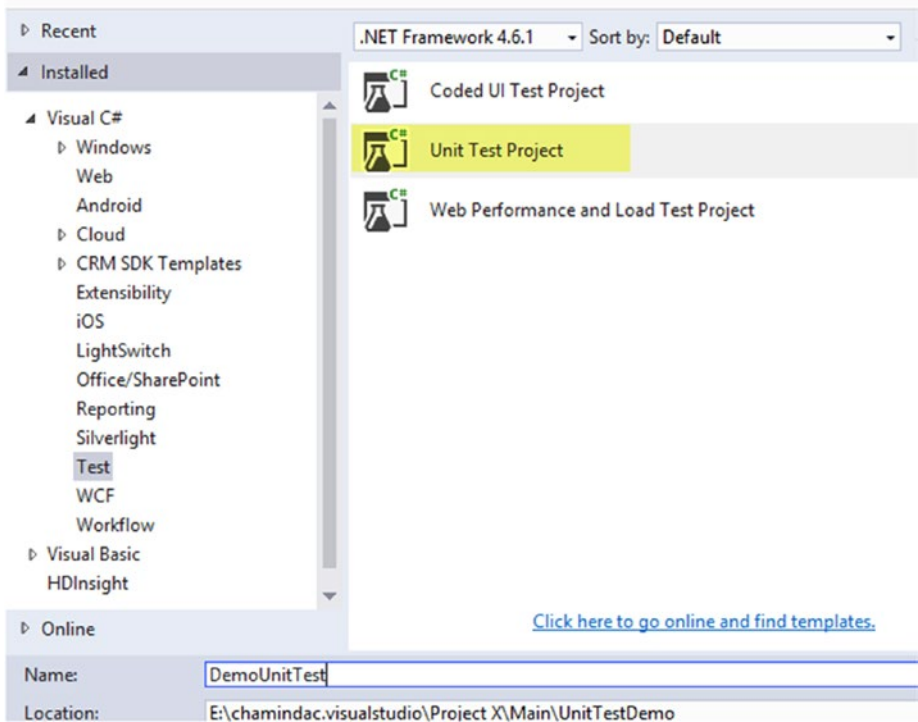 Recent
.NET Framework 4.6.1 Sort by: Default
Installed
Visual C#
Windows
Web
Android
Cloud
CRM SDK Templates
Extensibility
iOS
LightSwitch
Office/SharePoint
Reporting
Silverlight
Test
WCF
Workflow
Visual Basic
HDInsight
Online
C# Coded UI Test Project
C# Unit Test Project
C# Web Performance and Load Test Project
Click here to go online and find templates.
Name: DemoUnitTest
Location: E:\chamindac.visualstudio\Project X\Main\UnitTestDemo